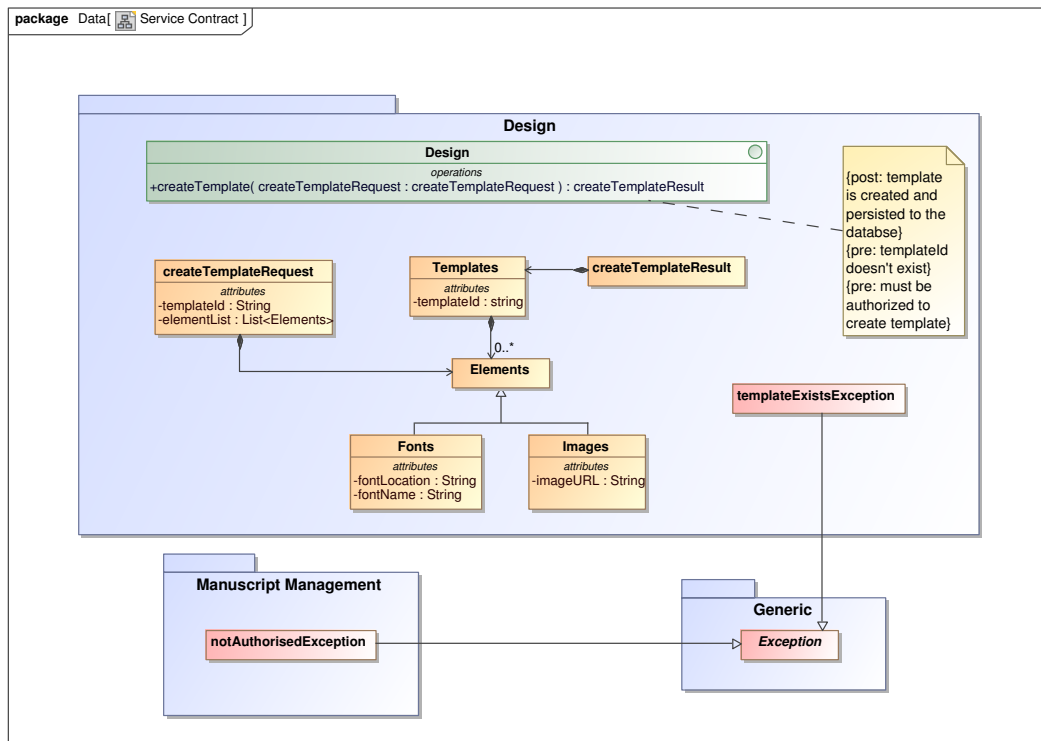 package Data[ Service Contract ]
Design
Design
operations
+createTemplate( createTemplateRequest : createTemplateRequest ) : createTemplateResult
{post: template
is created and
persisted to the
databse}
{pre: templateId
doesn't exist}
{pre: must be
authorized to
create template}
createTemplateRequest
attributes
-templateId : String
-elementList : List<Elements>
Templates
attributes
-templateId : string
createTemplateResult
0..*
Elements
templateExistsException
Fonts
attributes
-fontLocation : String
-fontName : String
Images
attributes
-imageURL : String
Manuscript Management
notAuthorisedException
Generic
Exception